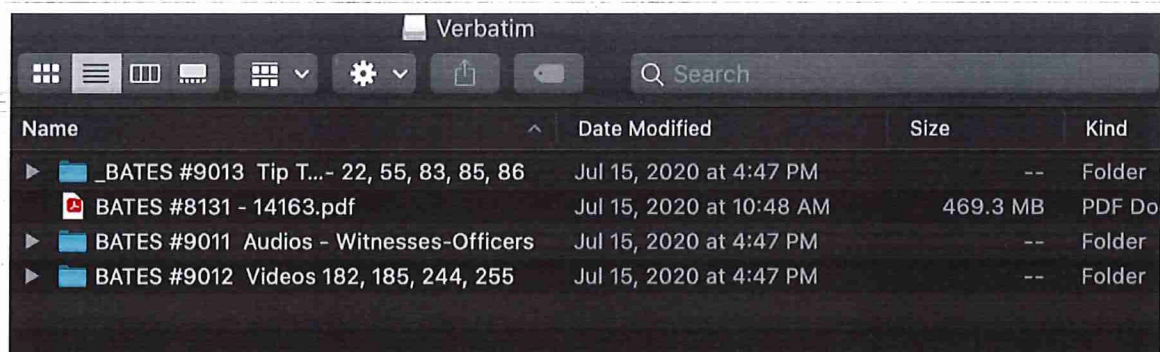 Verbatim
Search
Name Date Modified Size Kind
_BATES #9013 Tip T...- 22, 55, 83, 85, 86 Jul 15, 2020 at 4:47 PM -- Folder
BATES #8131 - 14163.pdf Jul 15, 2020 at 10:48 AM 469.3 MB PDF Do
BATES #9011 Audios - Witnesses-Officers Jul 15, 2020 at 4:47 PM -- Folder
BATES #9012 Videos 182, 185, 244, 255 Jul 15, 2020 at 4:47 PM -- Folder